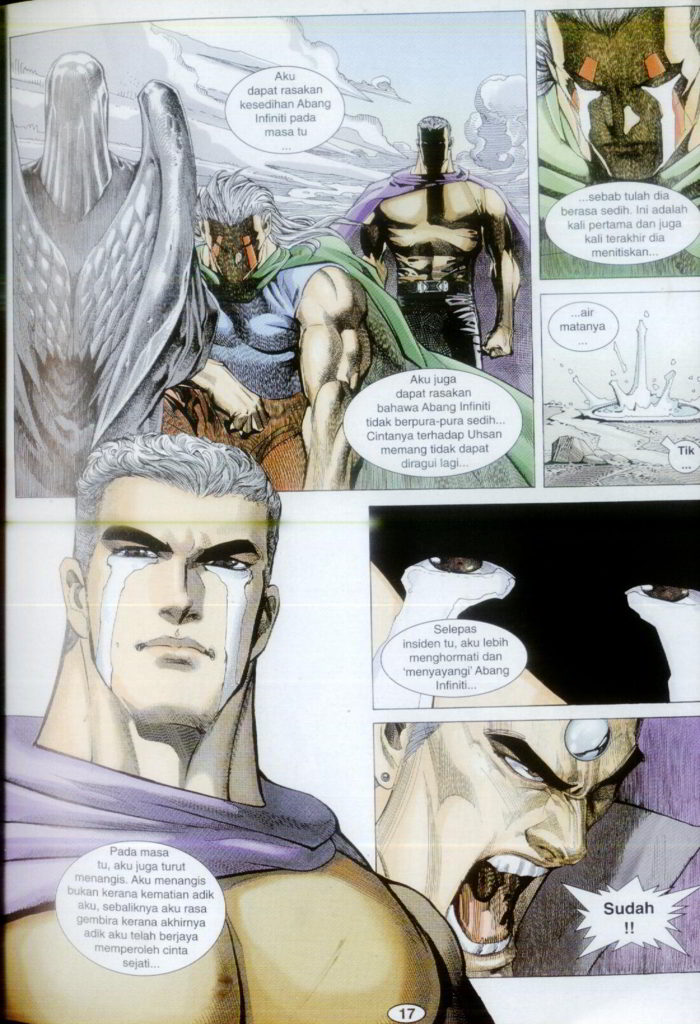 Aku
dapat rasakan
kesedihan Abang
Infiniti pada
masa tu
...
...sebab tulah dia
berasa sedih. Ini adalah
kali pertama dan juga
kali terakhir dia
menitiskan...
...air
matanya
...
Tik
...
Aku juga
dapat rasakan
bahawa Abang Infiniti
tidak berpura-pura sedih...
Cintanya terhadap Uhsan
memang tidak dapat
diragui lagi...
Selepas
insiden tu, aku lebih
menghormati dan
‘menyayangi’ Abang
Infiniti...
Pada masa
tu, aku juga turut
menangis. Aku menangis
bukan kerana kematian adik
aku, sebaliknya aku rasa
gembira kerana akhirnya
adik aku telah berjaya
memperoleh cinta
sejati...
Sudah
!!
17